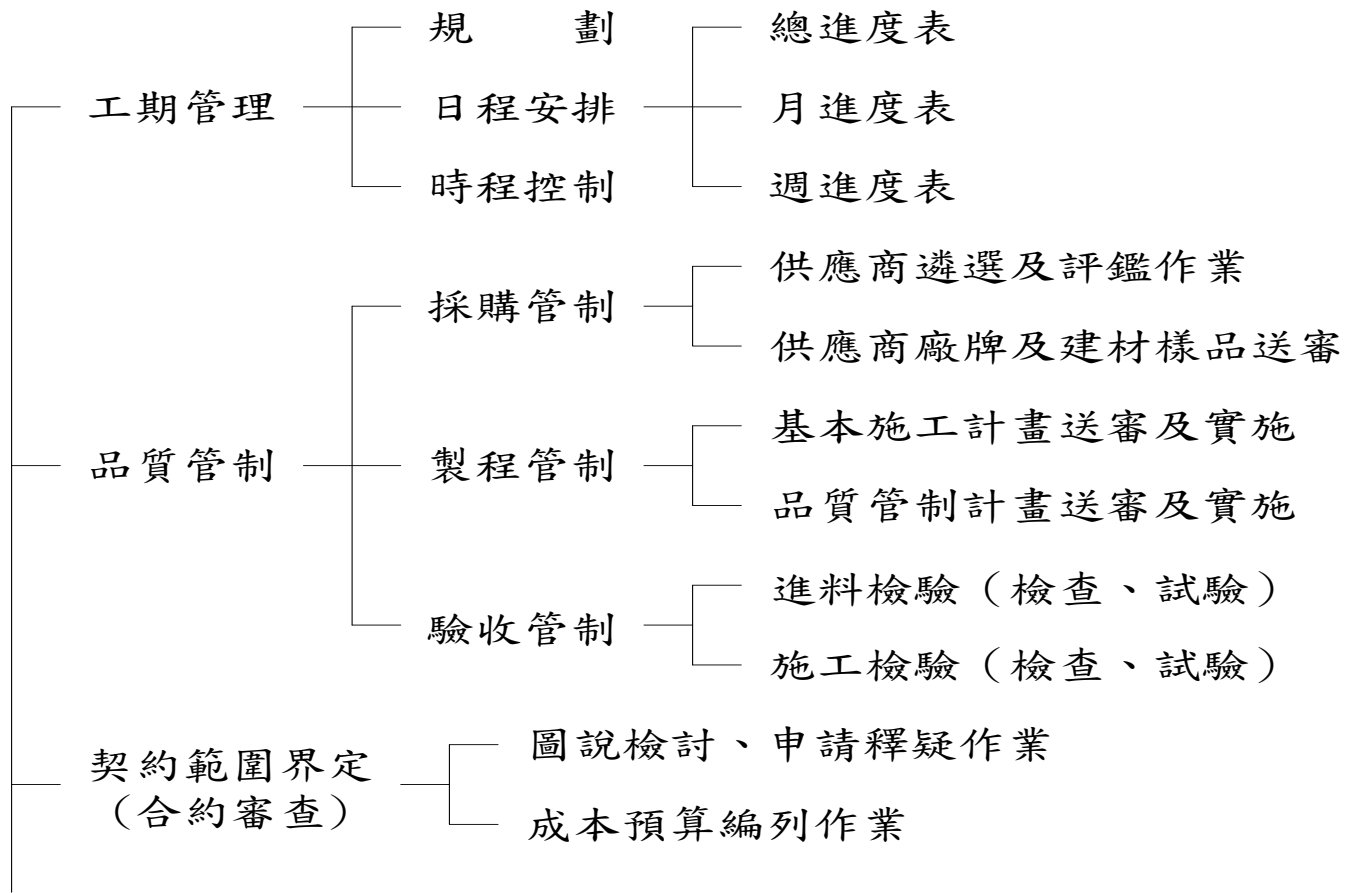 規 劃 總進度表
工期管理 日程安排 月進度表
時程控制 週進度表
供應商遴選及評鑑作業
採購管制
供應商廠牌及建材樣品送審
基本施工計畫送審及實施
品質管制 製程管制
品質管制計畫送審及實施
進料檢驗（檢查、試驗）
驗收管制
施工檢驗（檢查、試驗）
圖說檢討、申請釋疑作業
契約範圍界定
（合約審查）
成本預算編列作業